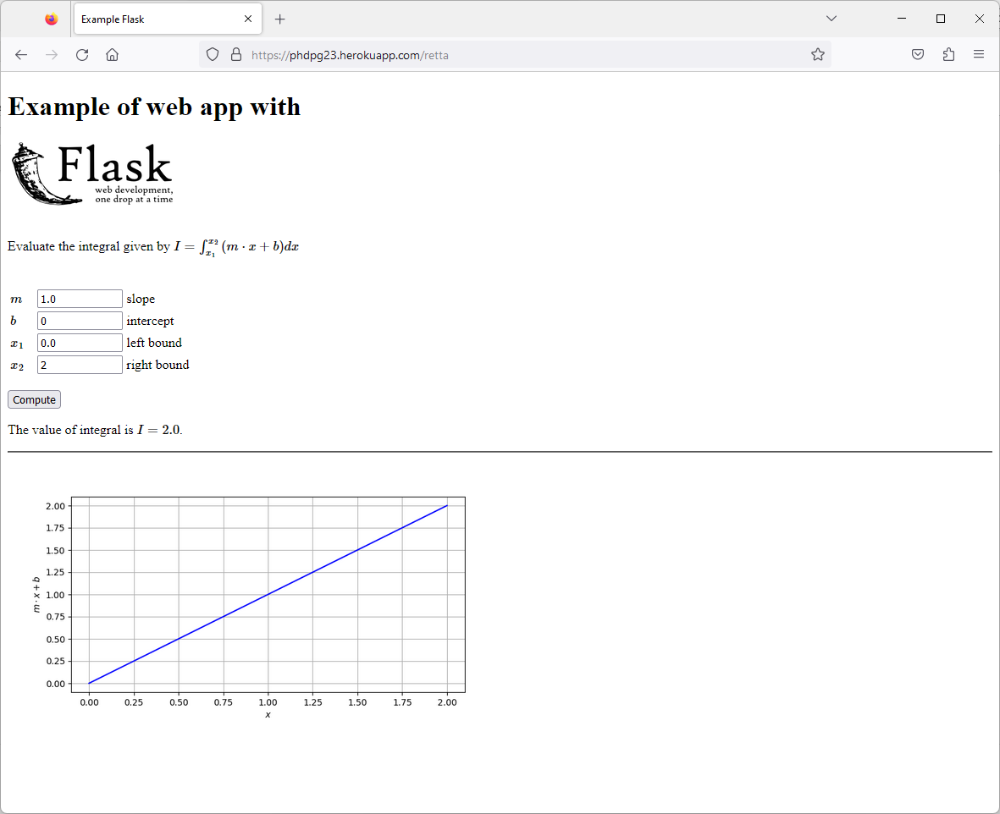 Example Flask
https://phdpg23.herokuapp.com/retta
Example of web app with
Flask
web development,
one drop at a time
Evaluate the integral given by I = ∫_{x₁}^{x₂} (m · x + b)dx
m 1.0 slope
b 0 intercept
x₁ 0.0 left bound
x₂ 2 right bound
Compute
The value of integral is I = 2.0.
2.00
1.75
1.50
1.25
1.00
0.75
0.50
0.25
0.00
m · x + b
0.00 0.25 0.50 0.75 1.00 1.25 1.50 1.75 2.00
x